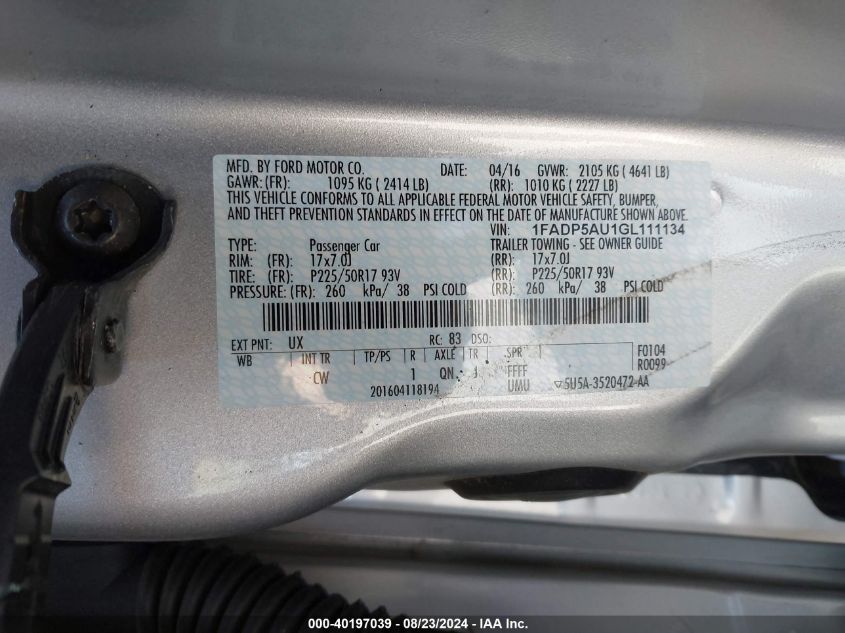 MFD. BY FORD MOTOR CO. DATE: 04/16 GVWR: 2105 KG ( 4641 LB)
GAWR: (FR): 1095 KG ( 2414 LB) (RR): 1010 KG ( 2227 LB)
THIS VEHICLE CONFORMS TO ALL APPLICABLE FEDERAL MOTOR VEHICLE SAFETY, BUMPER,
AND THEFT PREVENTION STANDARDS IN EFFECT ON THE DATE OF MANUFACTURE SHOWN ABOVE.
VIN: 1FADP5AU1GL111134
TYPE: Passenger Car TRAILER TOWING - SEE OWNER GUIDE
RIM: (FR): 17x7.0J (RR): 17x7.0J
TIRE: (FR): P225/50R17 93V (RR): P225/50R17 93V
PRESSURE: (FR): 260 kPa/ 38 PSI COLD (RR): 260 kPa/ 38 PSI COLD
EXT PNT: UX RC: 83 DSO: F0104
WB INT TR TP/PS R AXLE TR SPR R0099
CW 1 QN FFFF
201604118194 UMU 5U5A-3520472-AA
000-40197039 - 08/23/2024 - IAA Inc.